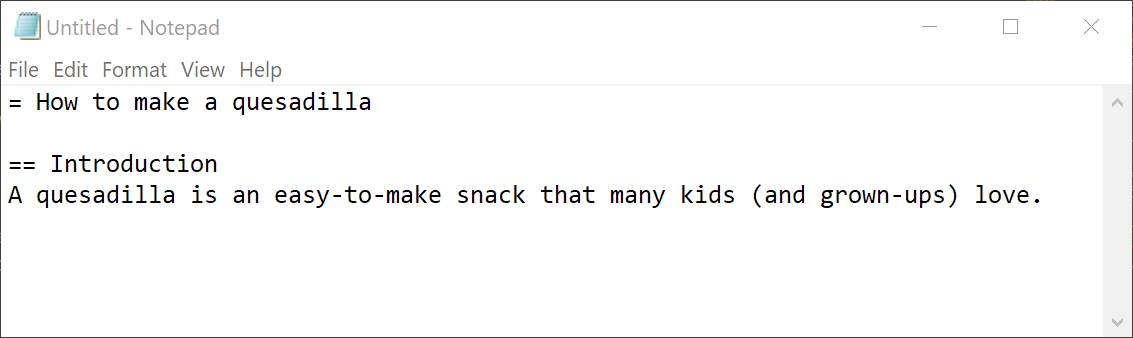 Untitled - Notepad
File Edit Format View Help
= How to make a quesadilla

== Introduction
A quesadilla is an easy-to-make snack that many kids (and grown-ups) love.